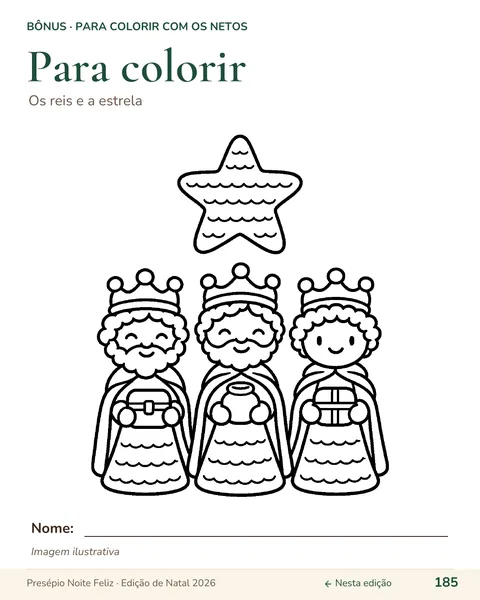 BÔNUS · PARA COLORIR COM OS NETOS
Para colorir
Os reis e a estrela
Nome:
Imagem ilustrativa
Presépio Noite Feliz · Edição de Natal 2026
← Nesta edição
185